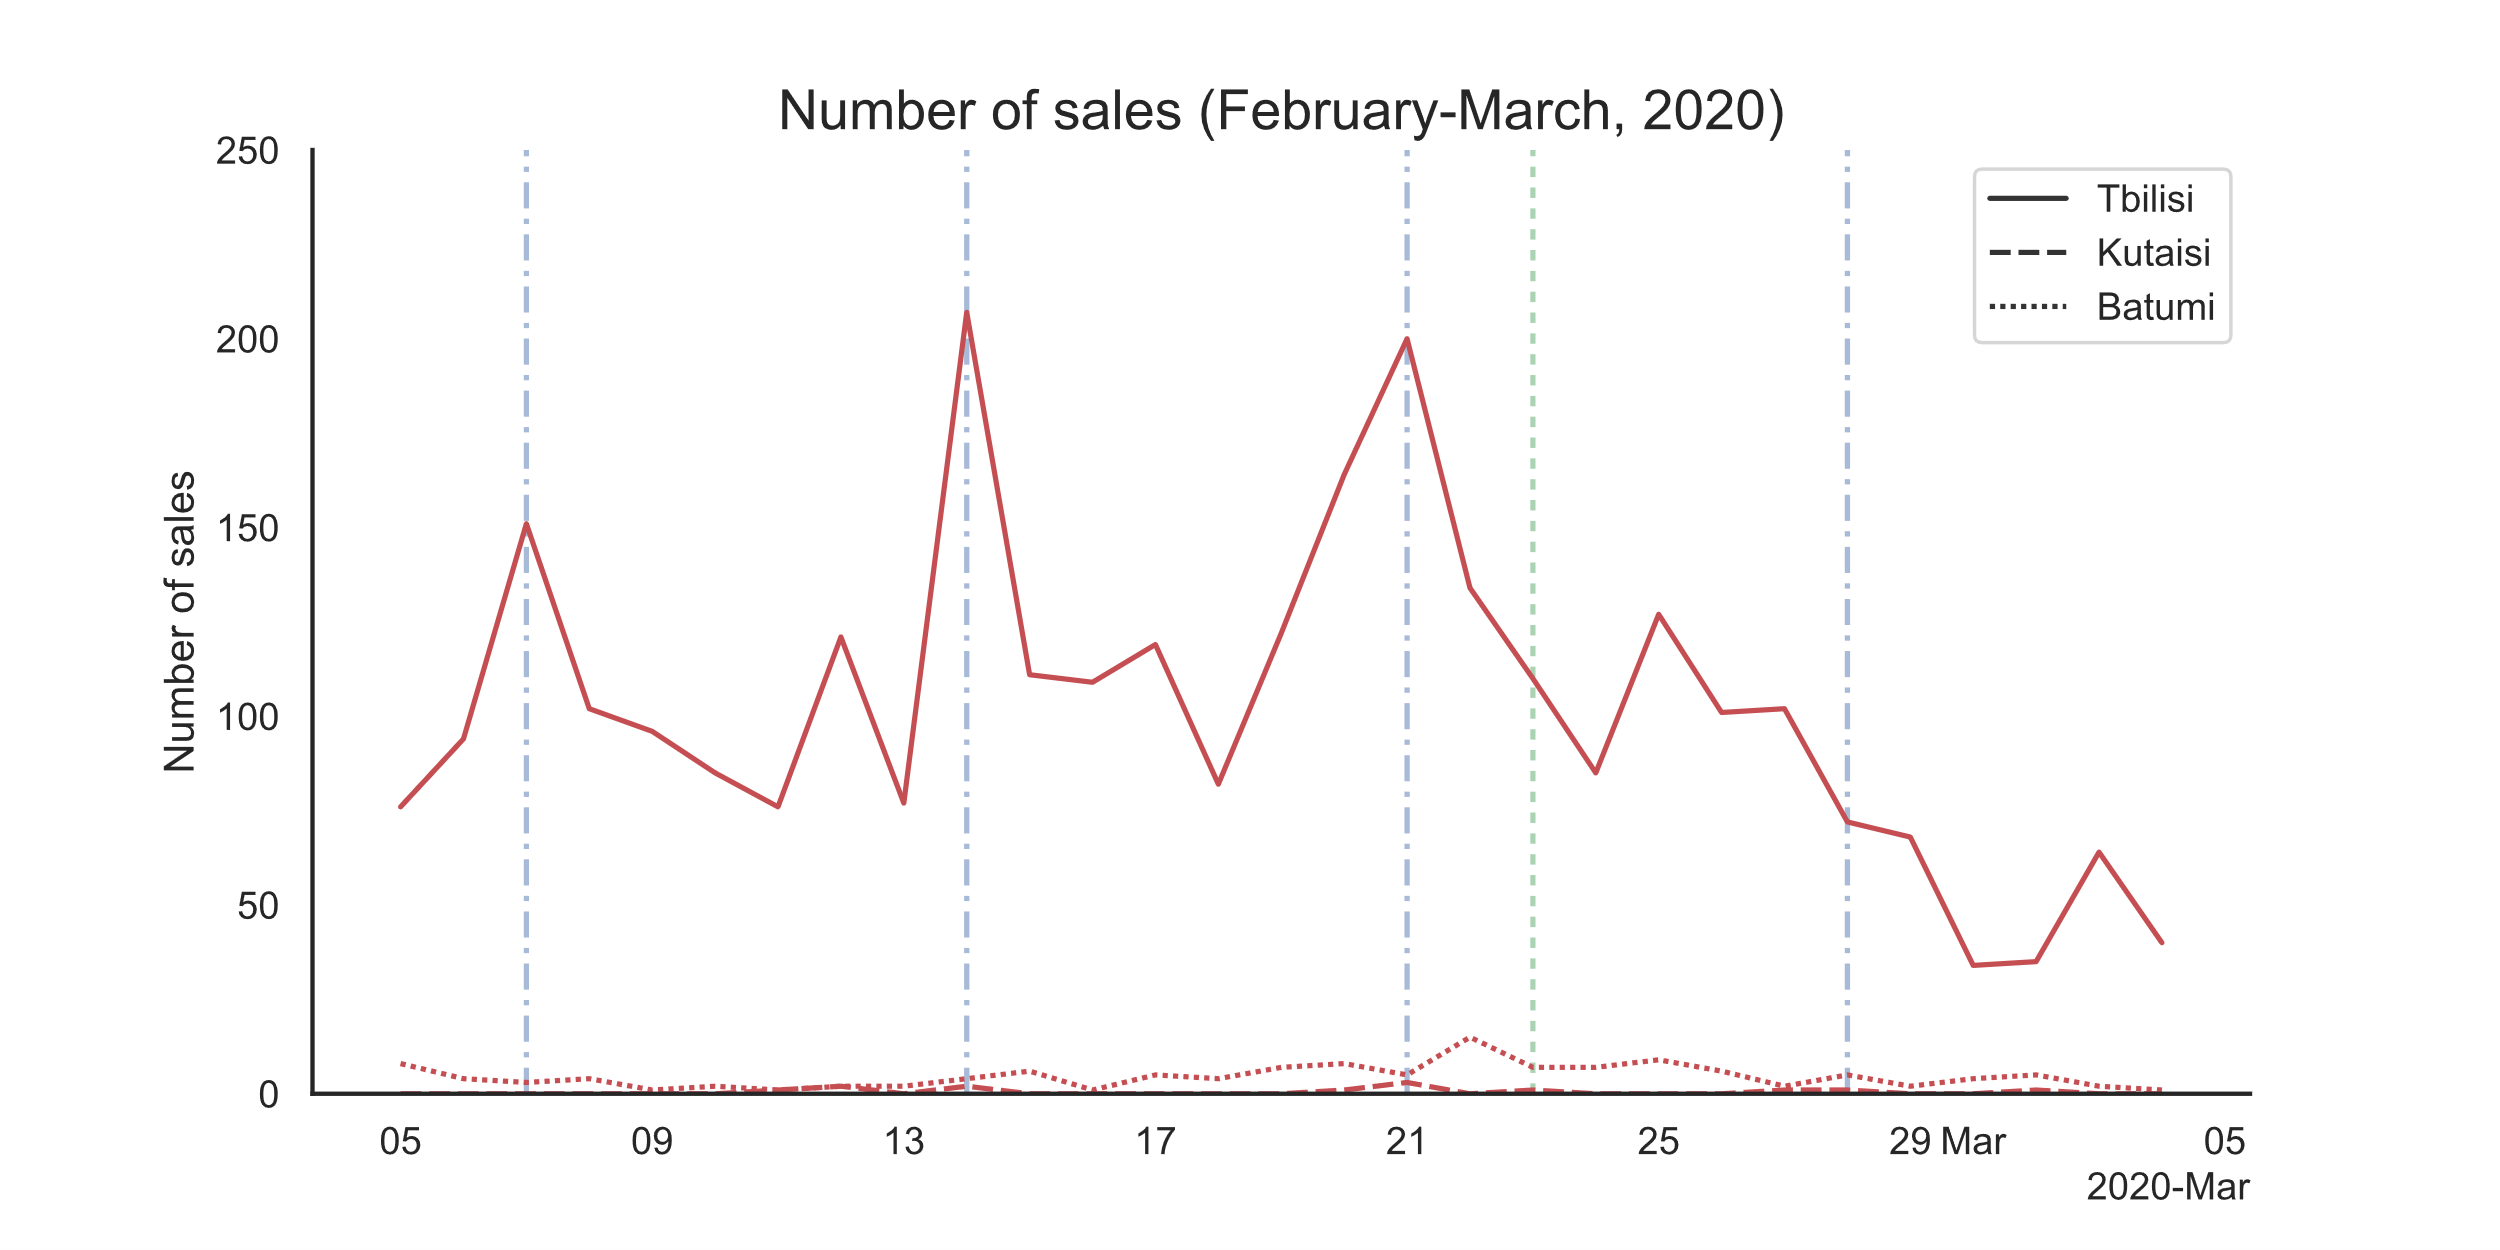 Number of sales (February-March, 2020)
250
200
150
100
50
0
Number of sales
Tbilisi
Kutaisi
Batumi
05 09 13 17 21 25 29 Mar 05
2020-Mar